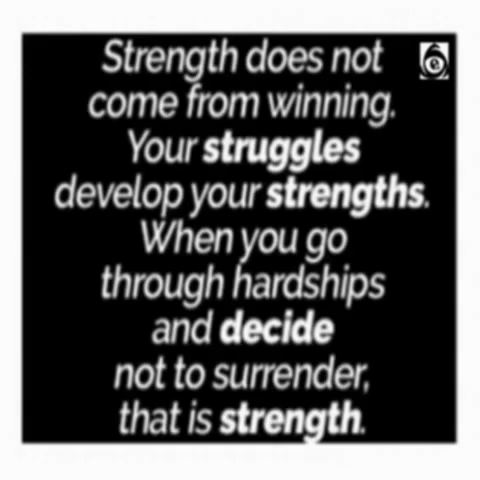 Strength does not
come from winning.
Your struggles
develop your strengths.
When you go
through hardships
and decide
not to surrender,
that is strength.